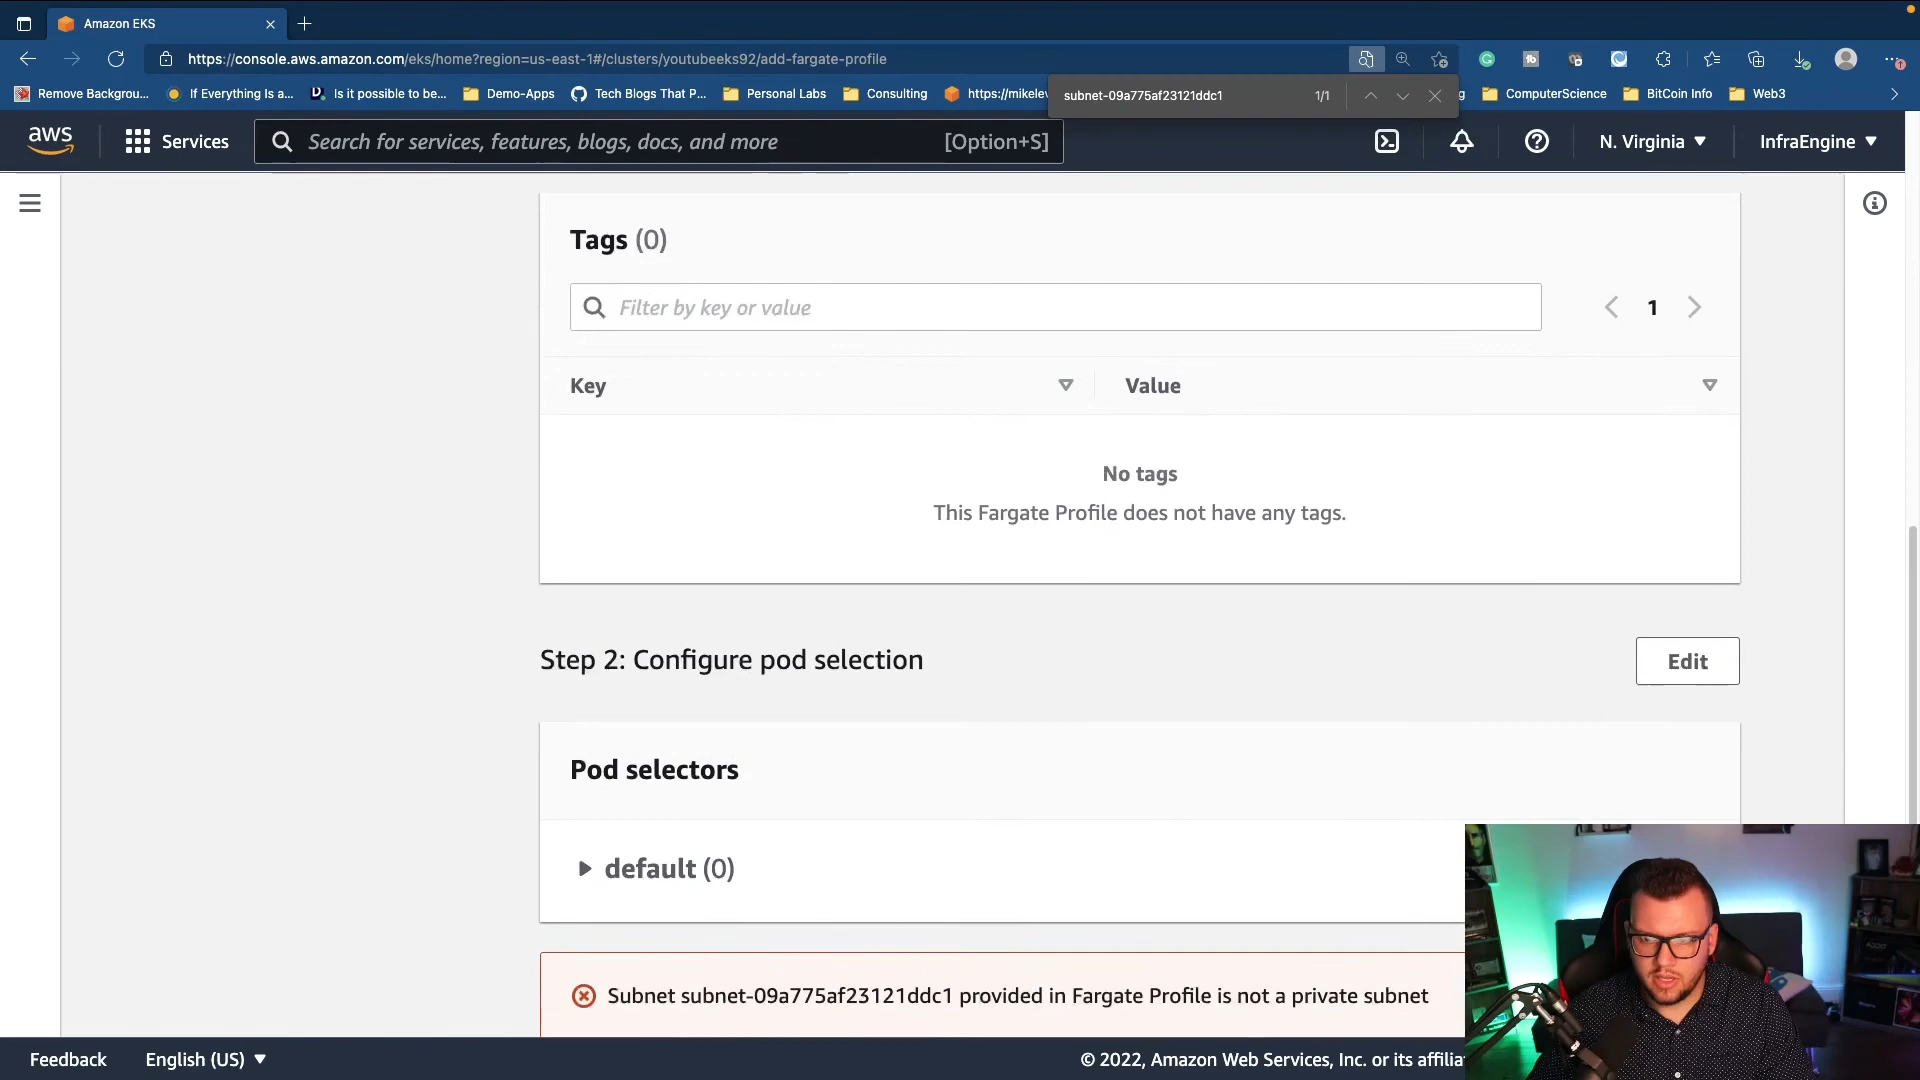 Amazon EKS
https://console.aws.amazon.com/eks/home?region=us-east-1#/clusters/youtubeeks92/add-fargate-profile
Remove Backgrou...
If Everything Is a...
Is it possible to be...
Demo-Apps
Tech Blogs That P...
Personal Labs
Consulting
https://mikelev
subnet-09a775af23121ddc1
1/1
ComputerScience
BitCoin Info
Web3
aws
Services
Search for services, features, blogs, docs, and more
[Option+S]
N. Virginia
InfraEngine
Tags (0)
Filter by key or value
1
Key
Value
No tags
This Fargate Profile does not have any tags.
Step 2: Configure pod selection
Edit
Pod selectors
default (0)
Subnet subnet-09a775af23121ddc1 provided in Fargate Profile is not a private subnet
Feedback
English (US)
© 2022, Amazon Web Services, Inc. or its affilia